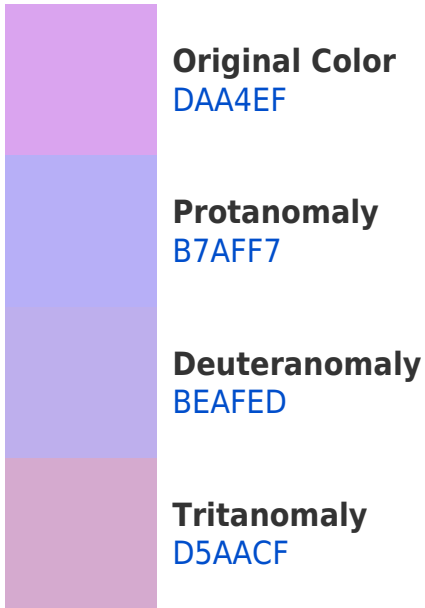 Original Color
DAA4EF
Protanomaly
B7AFF7
Deuteranomaly
BEAFED
Tritanomaly
D5AACF